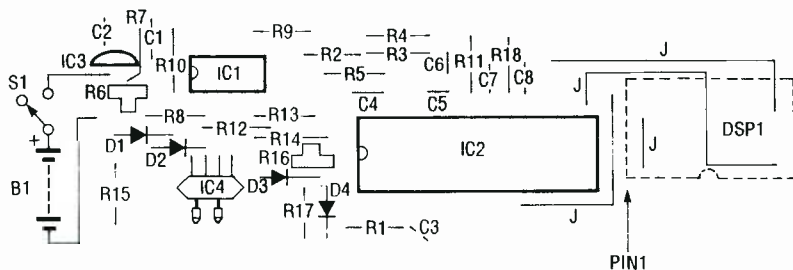 C2 R7 C1 R9 R4
IC3 R10 IC1 R2 R3 C6 R11 R18 J
S1 R6 R5 C7 C8 J
C4 C5
R8 R13 J DSP1
+ D1 D2 R12 R14 IC2
R16
B1 R15 IC4 D3 D4
R17 J
R1 C3
PIN1